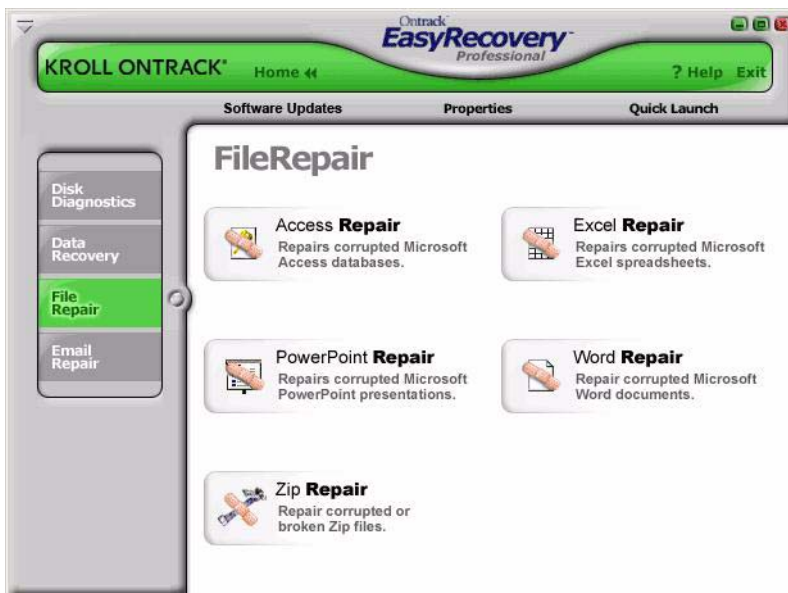 Ontrack
EasyRecovery
Professional
KROLL ONTRACK®
Home
? Help Exit
Software Updates
Properties
Quick Launch
Disk
Diagnostics
Data
Recovery
File
Repair
Email
Repair
FileRepair
Access Repair
Repairs corrupted Microsoft
Access databases.
Excel Repair
Repairs corrupted Microsoft
Excel spreadsheets.
PowerPoint Repair
Repairs corrupted Microsoft
PowerPoint presentations.
Word Repair
Repair corrupted Microsoft
Word documents.
Zip Repair
Repair corrupted or
broken Zip files.